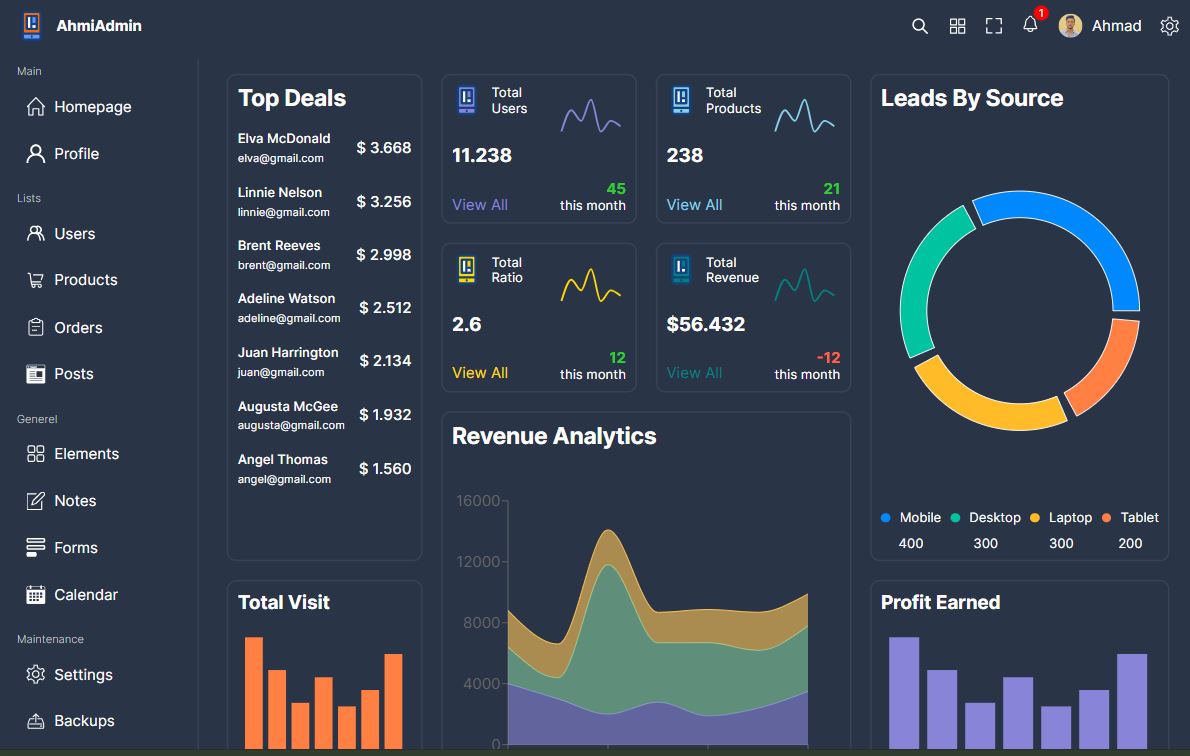 AhmiAdmin
1
Ahmad
Main
Homepage
Profile
Lists
Users
Products
Orders
Posts
Generel
Elements
Notes
Forms
Calendar
Maintenance
Settings
Backups
Top Deals
Elva McDonald
elva@gmail.com
$ 3.668
Linnie Nelson
linnie@gmail.com
$ 3.256
Brent Reeves
brent@gmail.com
$ 2.998
Adeline Watson
adeline@gmail.com
$ 2.512
Juan Harrington
juan@gmail.com
$ 2.134
Augusta McGee
augusta@gmail.com
$ 1.932
Angel Thomas
angel@gmail.com
$ 1.560
Total
Users
11.238
View All
45
this month
Total
Products
238
View All
21
this month
Total
Ratio
2.6
View All
12
this month
Total
Revenue
$56.432
View All
-12
this month
Leads By Source
Mobile
400
Desktop
300
Laptop
300
Tablet
200
Revenue Analytics
16000
12000
8000
4000
0
Total Visit
Profit Earned